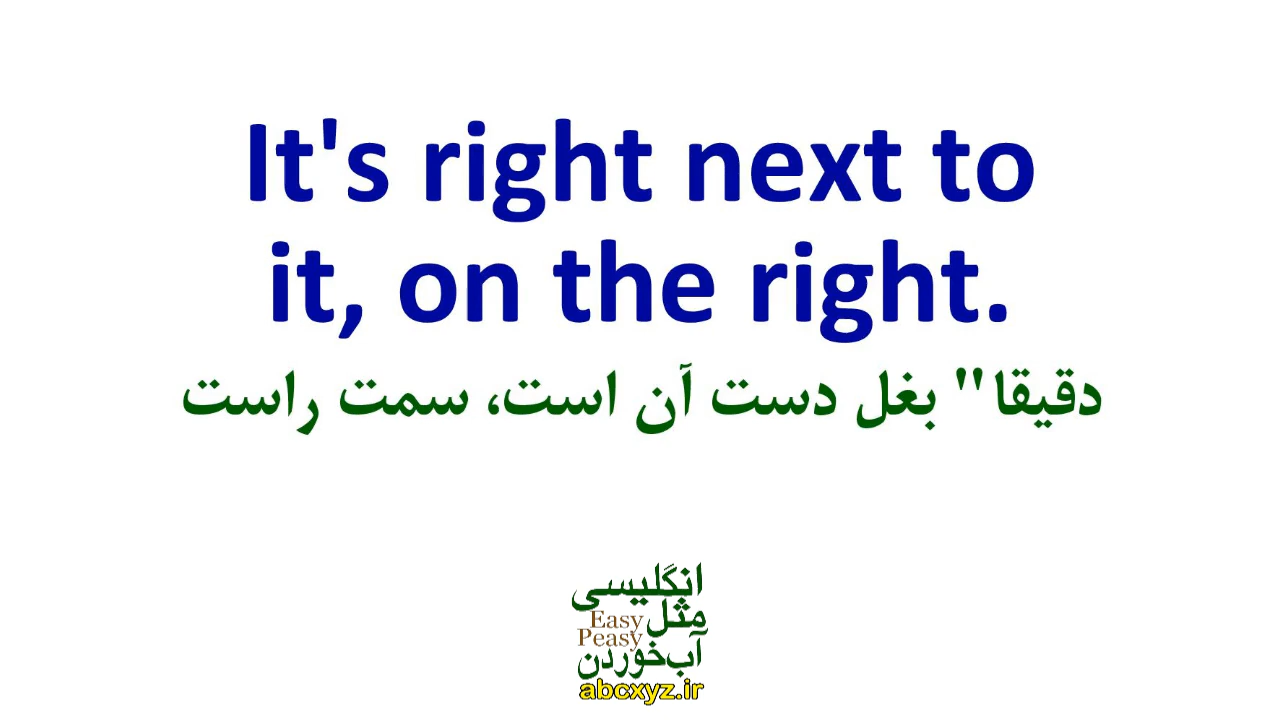 It's right next to
it, on the right.
دقیقا" بغل دست آن است، سمت راست
انگلیسی
مثل
Easy
Peasy
آب‌خوردن
abcxyz.ir